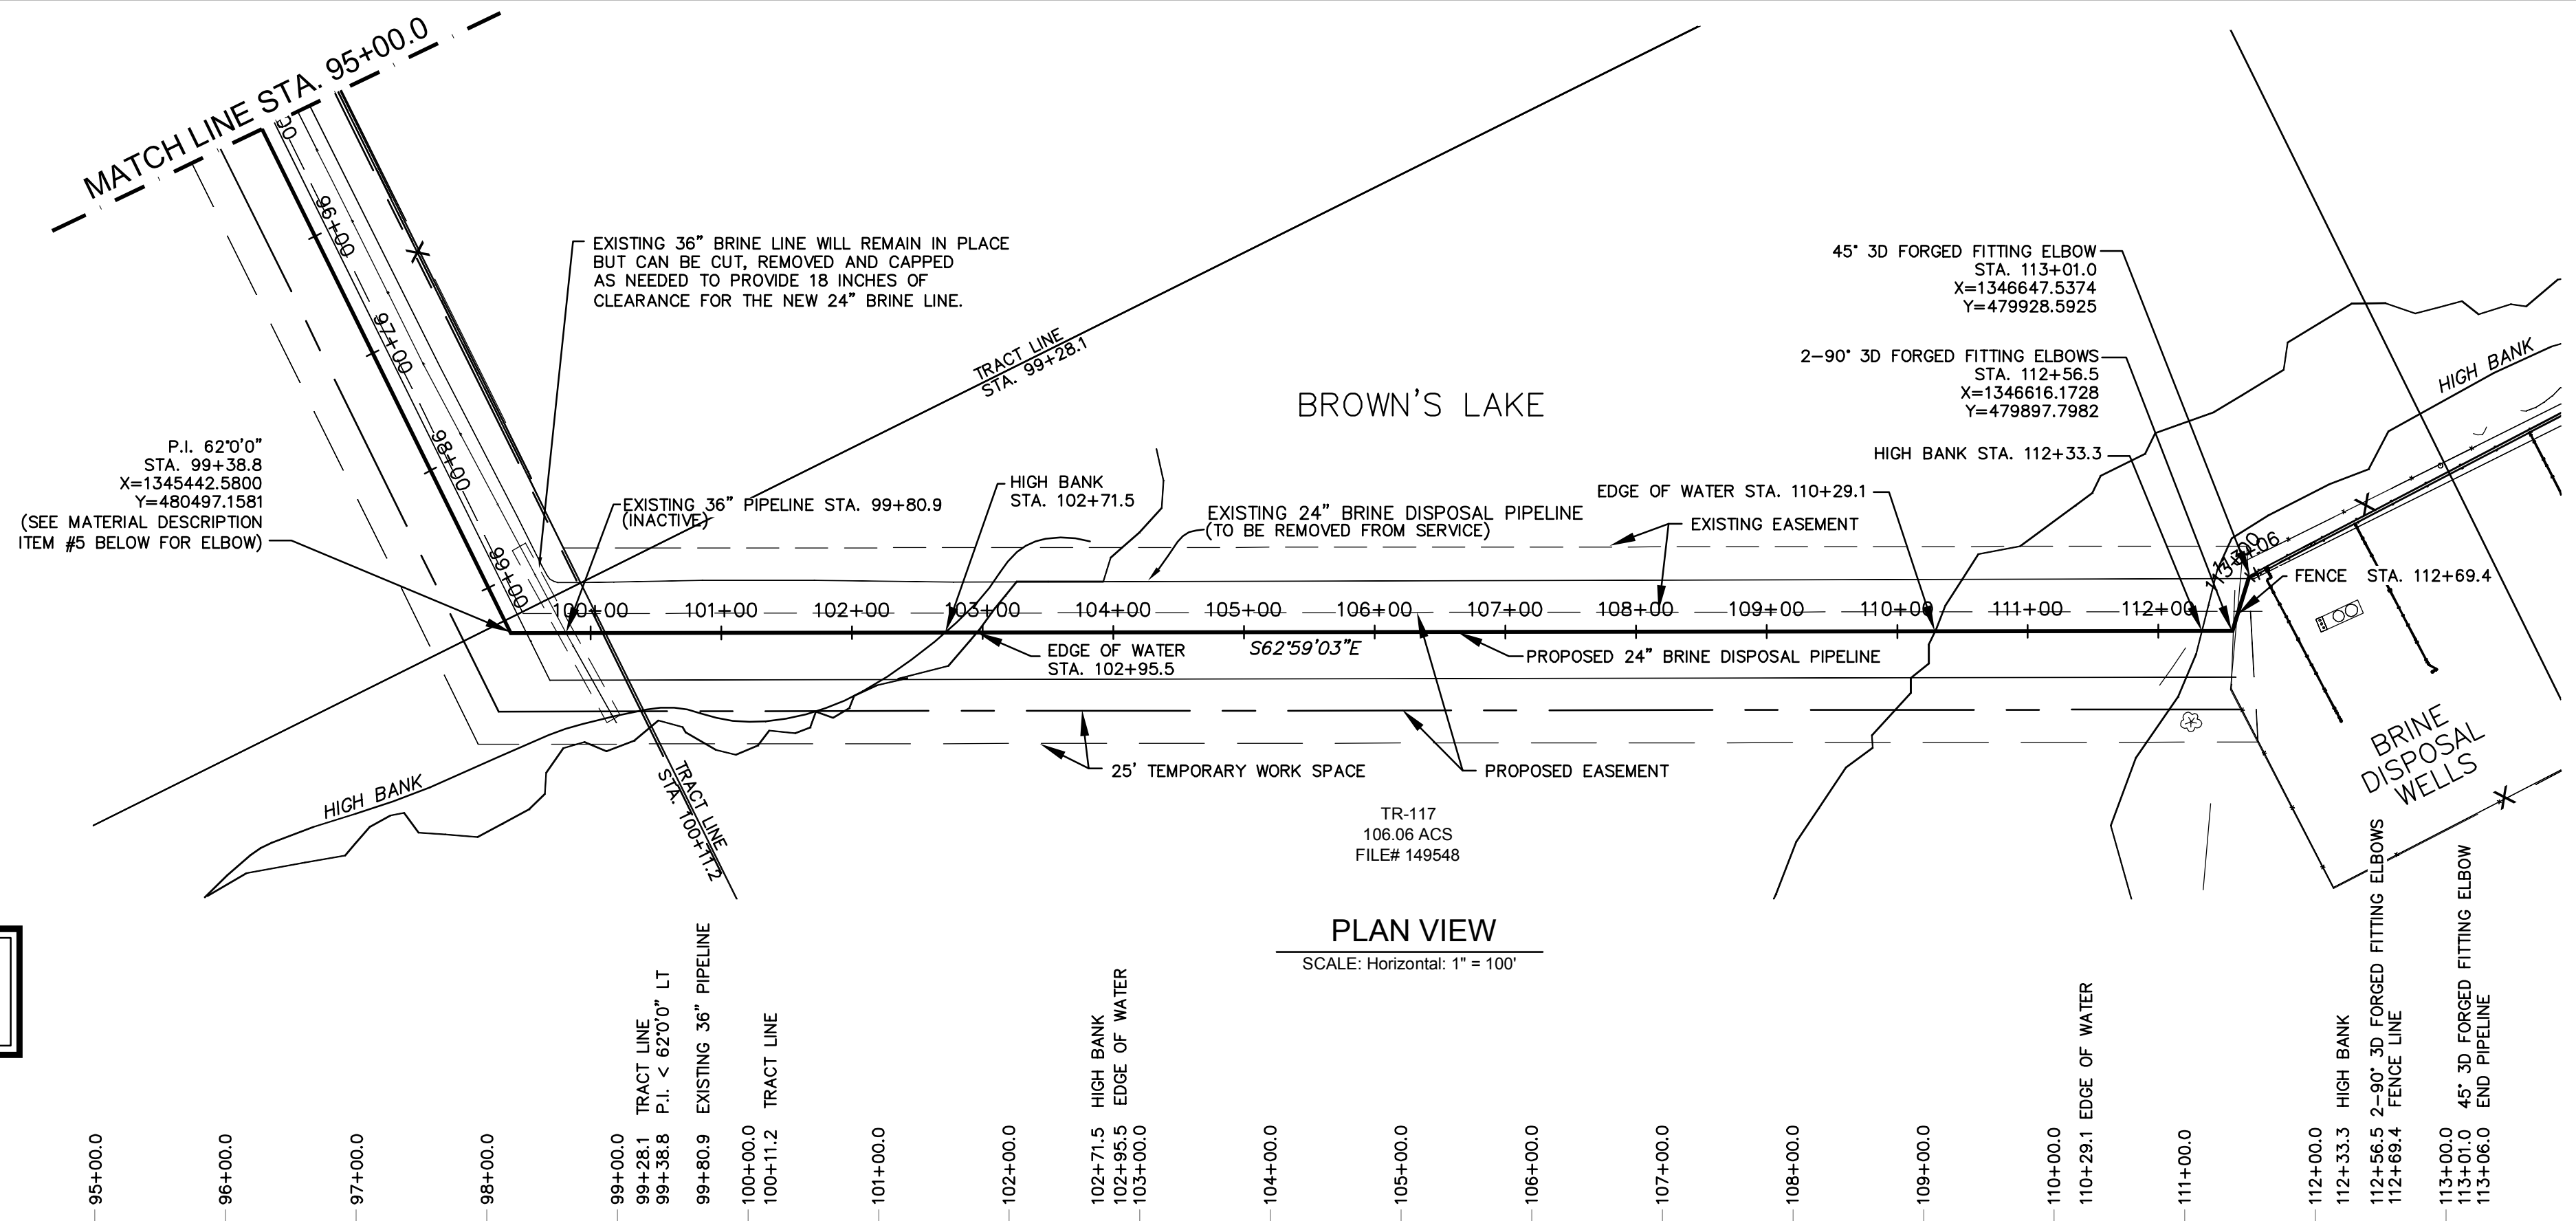 MATCH LINE STA. 95+00.0
96+00
97+00
98+00
99+00
EXISTING 36" BRINE LINE WILL REMAIN IN PLACE
BUT CAN BE CUT, REMOVED AND CAPPED
AS NEEDED TO PROVIDE 18 INCHES OF
CLEARANCE FOR THE NEW 24" BRINE LINE.
TRACT LINE
STA. 99+28.1
BROWN'S LAKE
45° 3D FORGED FITTING ELBOW
STA. 113+01.0
X=1346647.5374
Y=479928.5925
2-90° 3D FORGED FITTING ELBOWS
STA. 112+56.5
X=1346616.1728
Y=479897.7982
HIGH BANK STA. 112+33.3
HIGH BANK
P.I. 62°0'0"
STA. 99+38.8
X=1345442.5800
Y=480497.1581
(SEE MATERIAL DESCRIPTION
ITEM #5 BELOW FOR ELBOW)
EXISTING 36" PIPELINE STA. 99+80.9
(INACTIVE)
HIGH BANK
STA. 102+71.5
EXISTING 24" BRINE DISPOSAL PIPELINE
(TO BE REMOVED FROM SERVICE)
EDGE OF WATER STA. 110+29.1
EXISTING EASEMENT
FENCE STA. 112+69.4
100+00
101+00
102+00
103+00
104+00
105+00
106+00
107+00
108+00
109+00
110+00
111+00
112+00
EDGE OF WATER
STA. 102+95.5
S62°59'03"E
PROPOSED 24" BRINE DISPOSAL PIPELINE
25' TEMPORARY WORK SPACE
PROPOSED EASEMENT
HIGH BANK
TRACT LINE
STA. 100+11.2
BRINE
DISPOSAL
WELLS
TR-117
106.06 ACS
FILE# 149548
PLAN VIEW
SCALE: Horizontal: 1" = 100'
95+00.0
96+00.0
97+00.0
98+00.0
99+00.0
99+28.1 TRACT LINE
99+38.8 P.I. < 62°0'0" LT
99+80.9 EXISTING 36" PIPELINE
100+00.0
100+11.2 TRACT LINE
101+00.0
102+00.0
102+71.5 HIGH BANK
102+95.5 EDGE OF WATER
103+00.0
104+00.0
105+00.0
106+00.0
107+00.0
108+00.0
109+00.0
110+00.0
110+29.1 EDGE OF WATER
111+00.0
112+00.0
112+33.3 HIGH BANK
112+56.5 2-90° 3D FORGED FITTING ELBOWS
112+69.4 FENCE LINE
113+00.0
113+01.0 45° 3D FORGED FITTING ELBOW
113+06.0 END PIPELINE